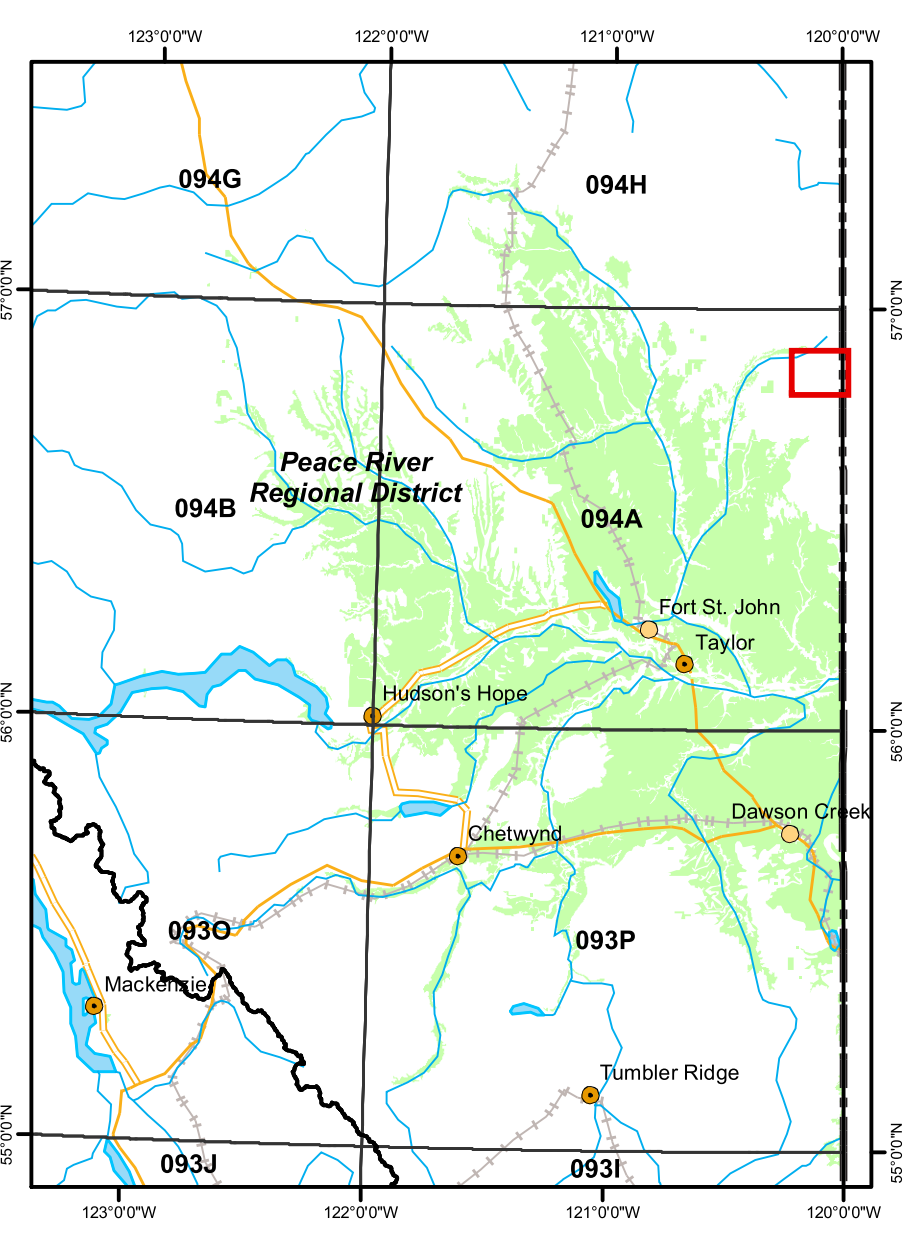 123°0'0"W
122°0'0"W
121°0'0"W
120°0'0"W
094G
094H
57°0'0"N
57°0'0"N
Peace River
Regional District
094B
094A
Fort St. John
Taylor
Hudson's Hope
56°0'0"N
56°0'0"N
Dawson Creek
Chetwynd
093O
093P
Mackenzie
Tumbler Ridge
55°0'0"N
55°0'0"N
093J
093I
123°0'0"W
122°0'0"W
121°0'0"W
120°0'0"W